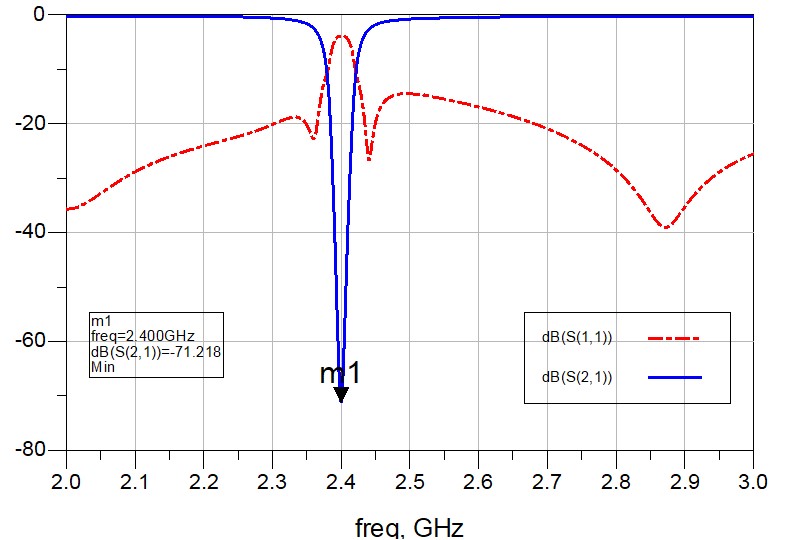 0
-20
-40
-60
-80
m1
freq=2.400GHz
dB(S(2,1))=-71.218
Min
m1
dB(S(1,1))
dB(S(2,1))
2.0 2.1 2.2 2.3 2.4 2.5 2.6 2.7 2.8 2.9 3.0
freq, GHz